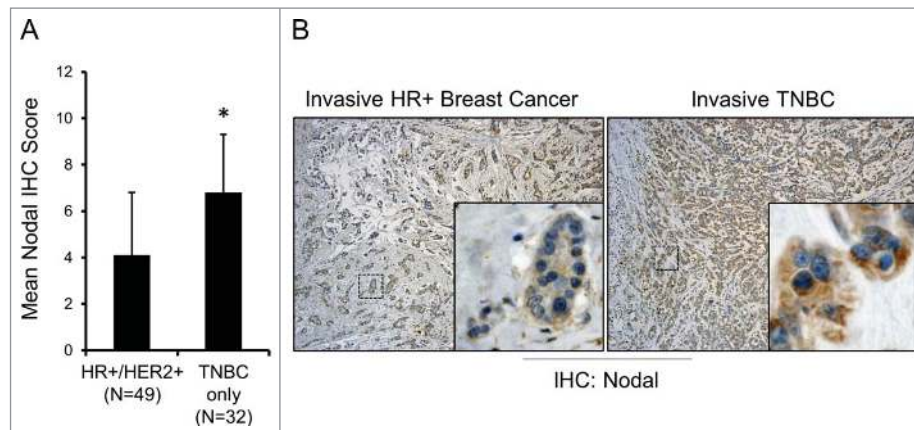 A
Mean Nodal IHC Score
12
10
8
6
4
2
0
*
HR+/HER2+
(N=49)
TNBC
only
(N=32)
B
Invasive HR+ Breast Cancer
Invasive TNBC
IHC: Nodal